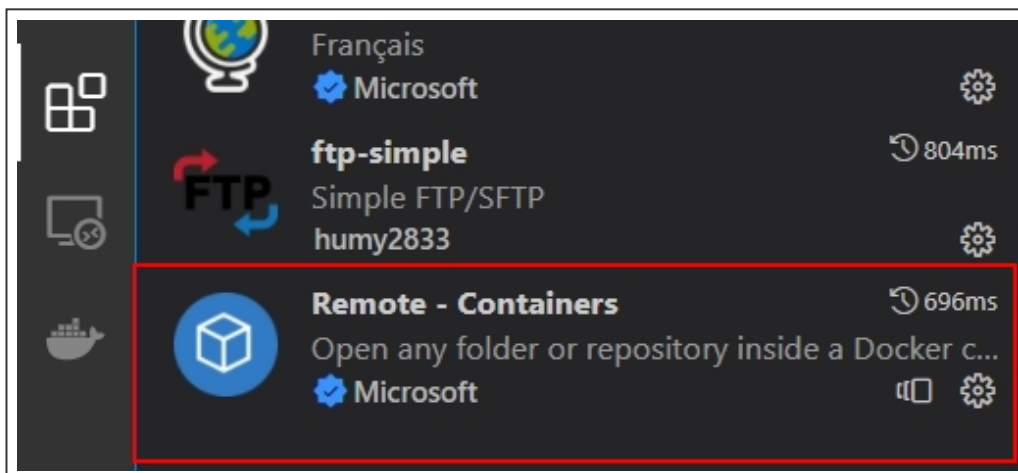 Français
Microsoft
ftp-simple 804ms
FTP
Simple FTP/SFTP
humy2833
Remote - Containers 696ms
Open any folder or repository inside a Docker c...
Microsoft